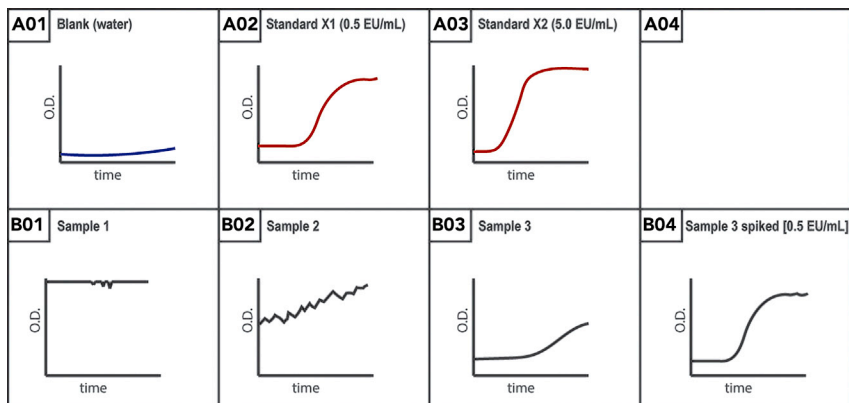 A01 Blank (water)
O.D.
time
A02 Standard X1 (0.5 EU/mL)
O.D.
time
A03 Standard X2 (5.0 EU/mL)
O.D.
time
A04
B01 Sample 1
O.D.
time
B02 Sample 2
O.D.
time
B03 Sample 3
O.D.
time
B04 Sample 3 spiked [0.5 EU/mL]
O.D.
time